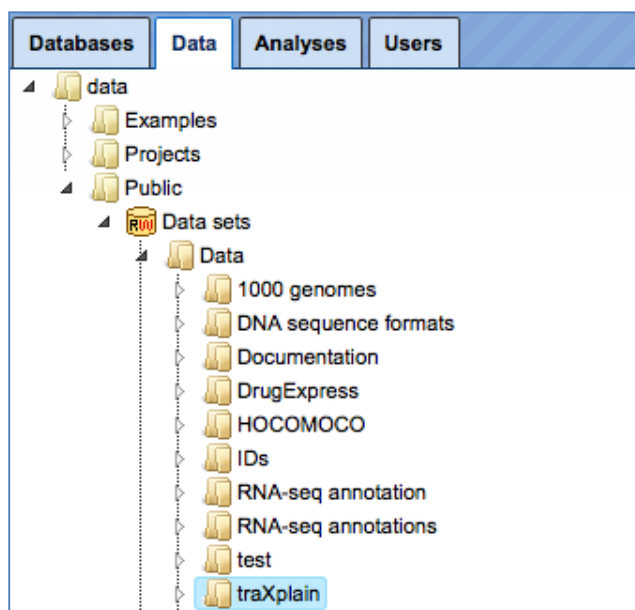 Databases Data Analyses Users
data
Examples
Projects
Public
RW Data sets
Data
1000 genomes
DNA sequence formats
Documentation
DrugExpress
HOCOMOCO
IDs
RNA-seq annotation
RNA-seq annotations
test
traXplain